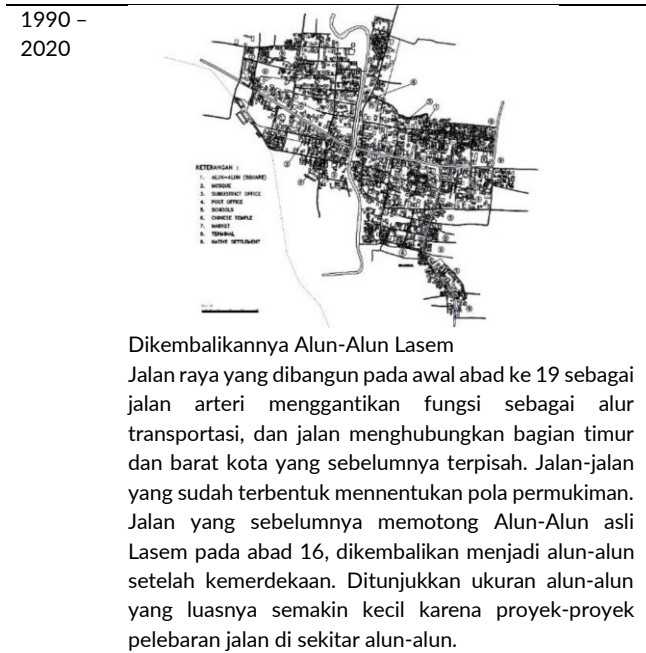 1990 –
2020
KETERANGAN :
1. ALUN-ALUN (SQUARE)
2. MOSQUE
3. SUBDISTRICT OFFICE
4. POST OFFICE
5. SCHOOLS
6. CHINESE TEMPLE
7. MARKET
8. TERMINAL
9. NATIVE SETTLEMENT
Dikembalikannya Alun-Alun Lasem
Jalan raya yang dibangun pada awal abad ke 19 sebagai
jalan arteri menggantikan fungsi sebagai alur
transportasi, dan jalan menghubungkan bagian timur
dan barat kota yang sebelumnya terpisah. Jalan-jalan
yang sudah terbentuk mennentukan pola permukiman.
Jalan yang sebelumnya memotong Alun-Alun asli
Lasem pada abad 16, dikembalikan menjadi alun-alun
setelah kemerdekaan. Ditunjukkan ukuran alun-alun
yang luasnya semakin kecil karena proyek-proyek
pelebaran jalan di sekitar alun-alun.